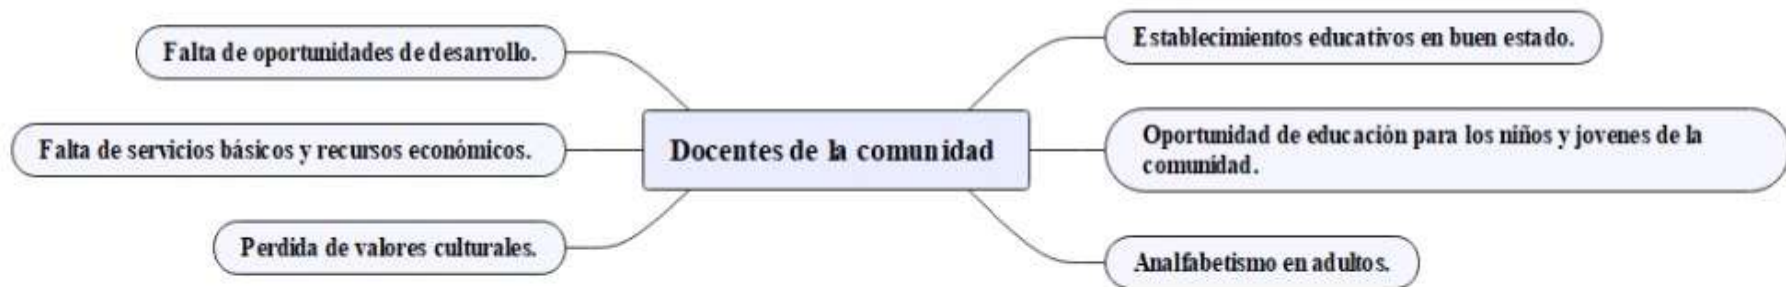 Falta de oportunidades de desarrollo.
Falta de servicios básicos y recursos económicos.
Perdida de valores culturales.
Docentes de la comunidad
Establecimientos educativos en buen estado.
Oportunidad de educación para los niños y jovenes de la
comunidad.
Analfabetismo en adultos.